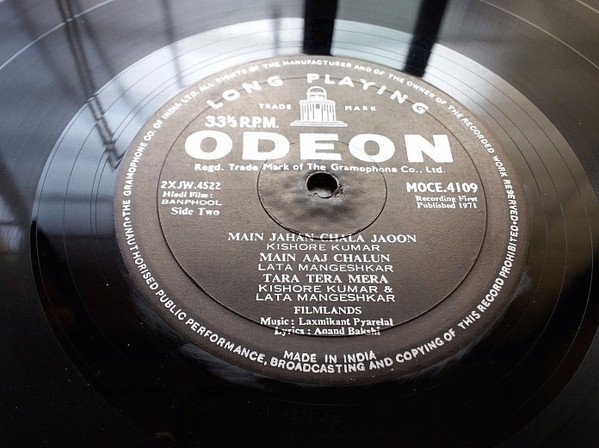 THE GRAMOPHONE CO. OF INDIA LTD. ALL RIGHTS OF THE MANUFACTURER AND OF THE OWNER OF THE RECORDED WORK RESERVED
UNAUTHORISED PUBLIC PERFORMANCE, BROADCASTING AND COPYING OF THIS RECORD PROHIBITED
LONG PLAYING
TRADE MARK
33⅓ R.P.M.
ODEON
Regd. Trade Mark of The Gramophone Co., Ltd.
2XJW.4522
Hindi Film:
BANPHOOL
Side Two
MOCE.4109
Recording First
Published 1971
MAIN JAHAN CHALA JAOON
KISHORE KUMAR
MAIN AAJ CHALUN
LATA MANGESHKAR
TARA TERA MERA
KISHORE KUMAR &
LATA MANGESHKAR
FILMLANDS
Music : Laxmikant Pyarelal
Lyrics : Anand Bakshi
MADE IN INDIA